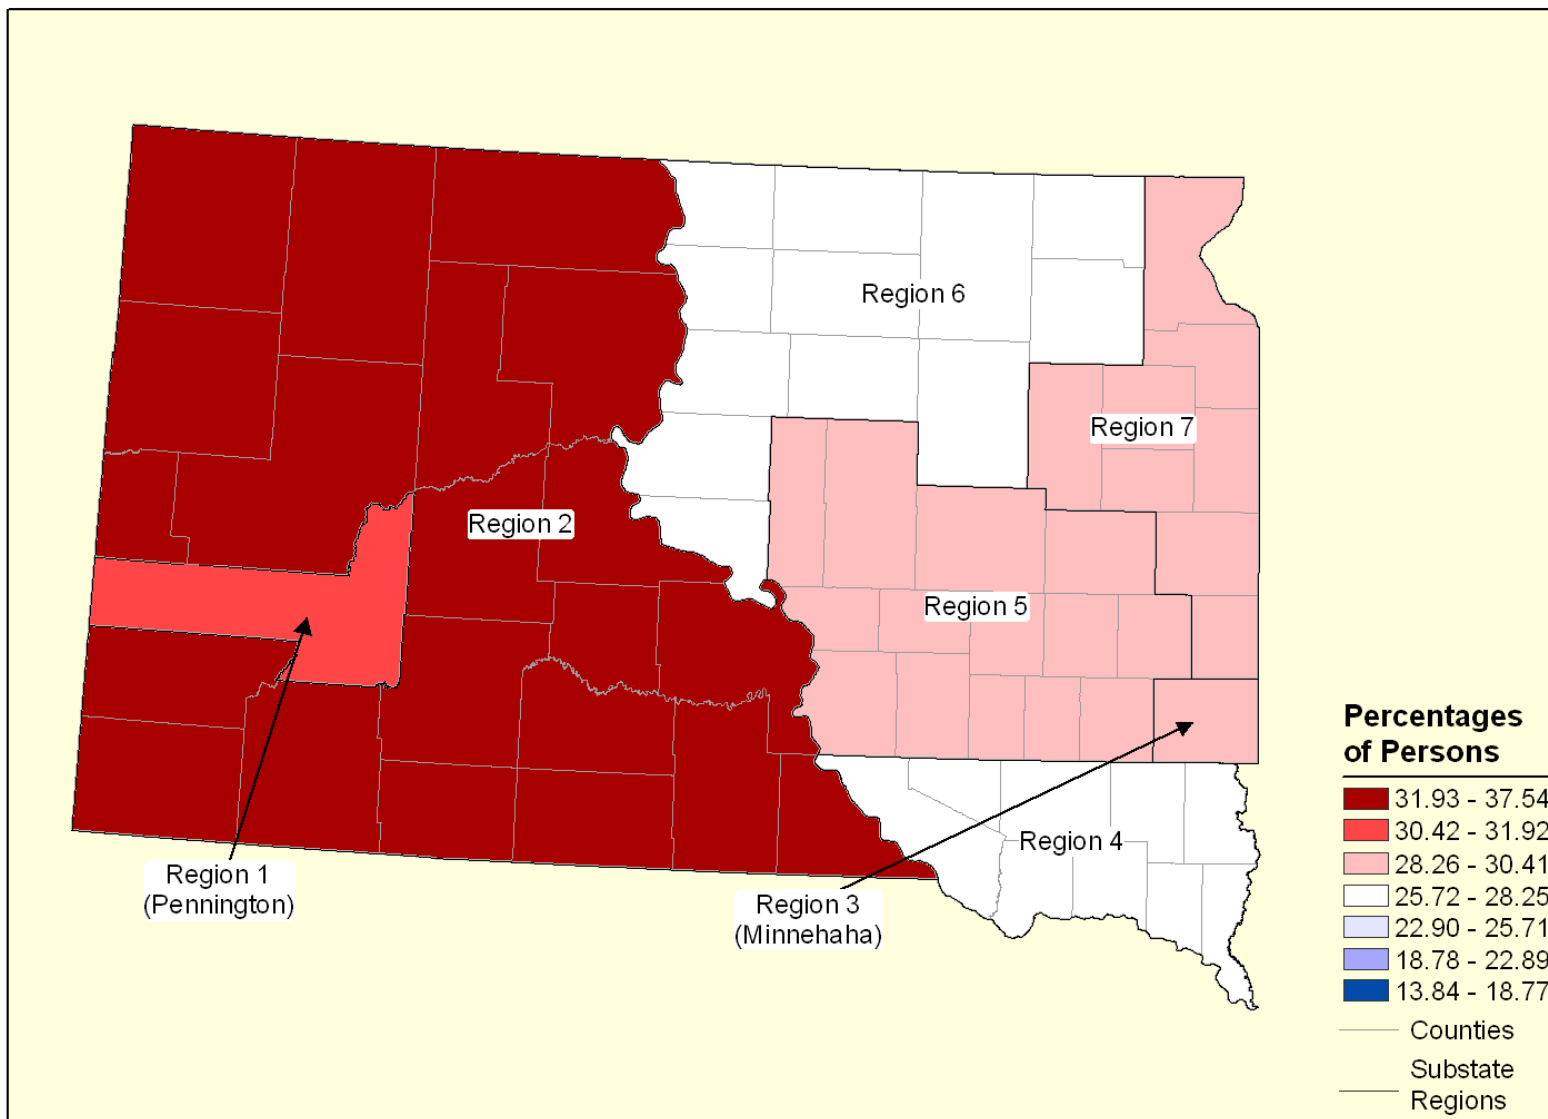 Region 6
Region 7
Region 2
Region 5
Region 4
Region 1
(Pennington)
Region 3
(Minnehaha)
Percentages
of Persons
31.93 - 37.54
30.42 - 31.92
28.26 - 30.41
25.72 - 28.25
22.90 - 25.71
18.78 - 22.89
13.84 - 18.77
Counties
Substate
Regions